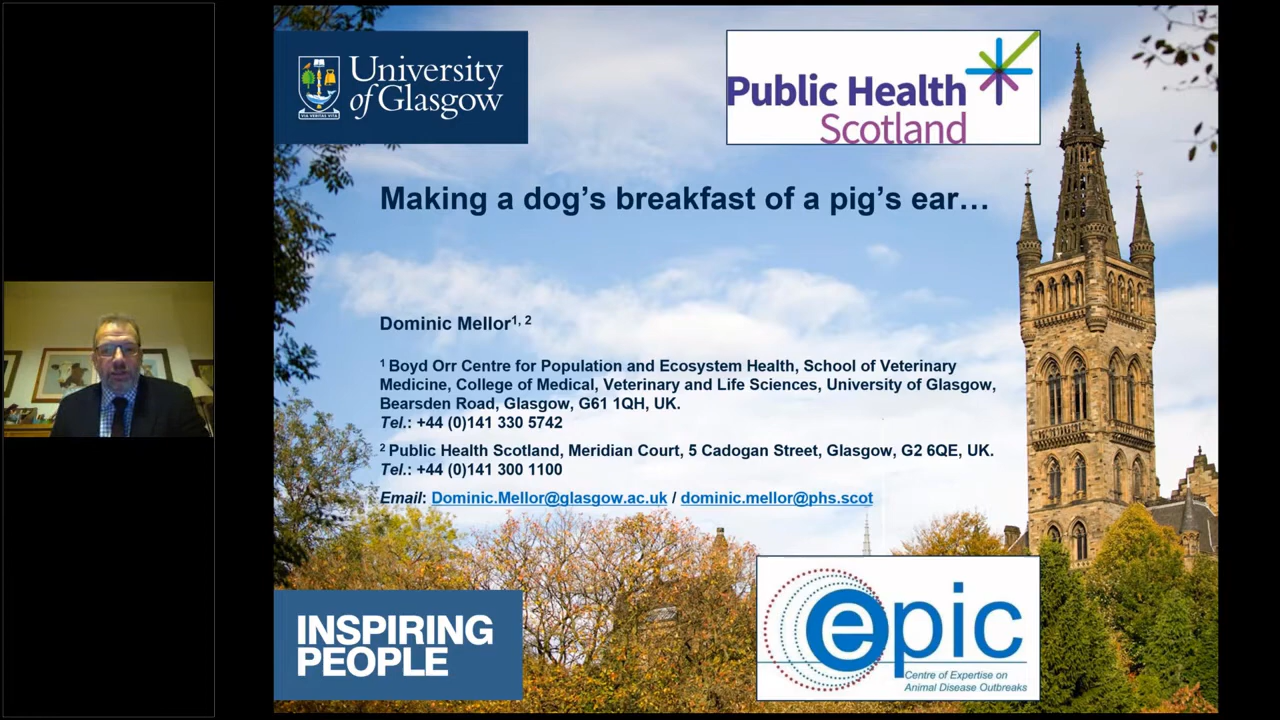 University
of Glasgow
VIA VERITAS VITA
Public Health
Scotland
Making a dog’s breakfast of a pig’s ear…
Dominic Mellor1, 2
1 Boyd Orr Centre for Population and Ecosystem Health, School of Veterinary
Medicine, College of Medical, Veterinary and Life Sciences, University of Glasgow,
Bearsden Road, Glasgow, G61 1QH, UK.
Tel.: +44 (0)141 330 5742
2 Public Health Scotland, Meridian Court, 5 Cadogan Street, Glasgow, G2 6QE, UK.
Tel.: +44 (0)141 300 1100
Email: Dominic.Mellor@glasgow.ac.uk / dominic.mellor@phs.scot
INSPIRING
PEOPLE
epic
Centre of Expertise on
Animal Disease Outbreaks